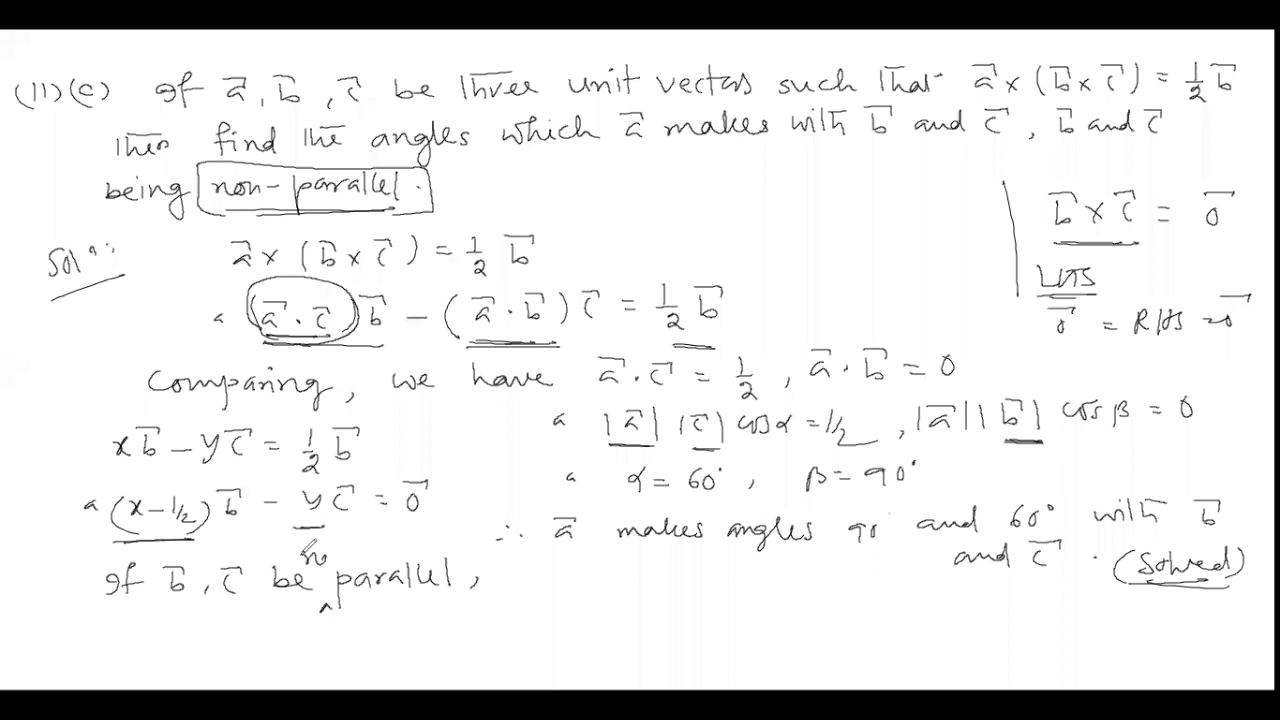 (11)(c) If a⃗, b⃗, c⃗ be three unit vectors such that a⃗ × (b⃗ × c⃗) = 1/2 b⃗
then find the angles which a⃗ makes with b⃗ and c⃗, b⃗ and c⃗
being non-parallel.
b⃗ × c⃗ = 0⃗
LHS
0⃗ = RHS = 0⃗
Solⁿ:
a⃗ × (b⃗ × c⃗) = 1/2 b⃗
a (a⃗ · c⃗) b⃗ − (a⃗ · b⃗) c⃗ = 1/2 b⃗
Comparing, we have a⃗ · c⃗ = 1/2, a⃗ · b⃗ = 0
a |a⃗| |c⃗| cos α = 1/2, |a⃗| |b⃗| cos β = 0
a α = 60°, β = 90°
∴ a⃗ makes angles 90° and 60° with b⃗
and c⃗. (Solved)
x b⃗ − y c⃗ = 1/2 b⃗
a (x − 1/2) b⃗ − y c⃗ = 0⃗
If b⃗, c⃗ be no parallel,